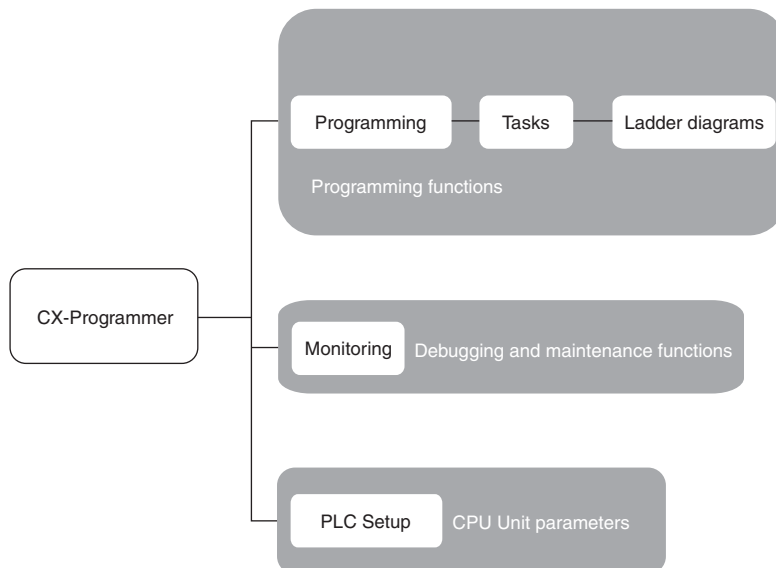 Programming
Tasks
Ladder diagrams
Programming functions
CX-Programmer
Monitoring
Debugging and maintenance functions
PLC Setup
CPU Unit parameters